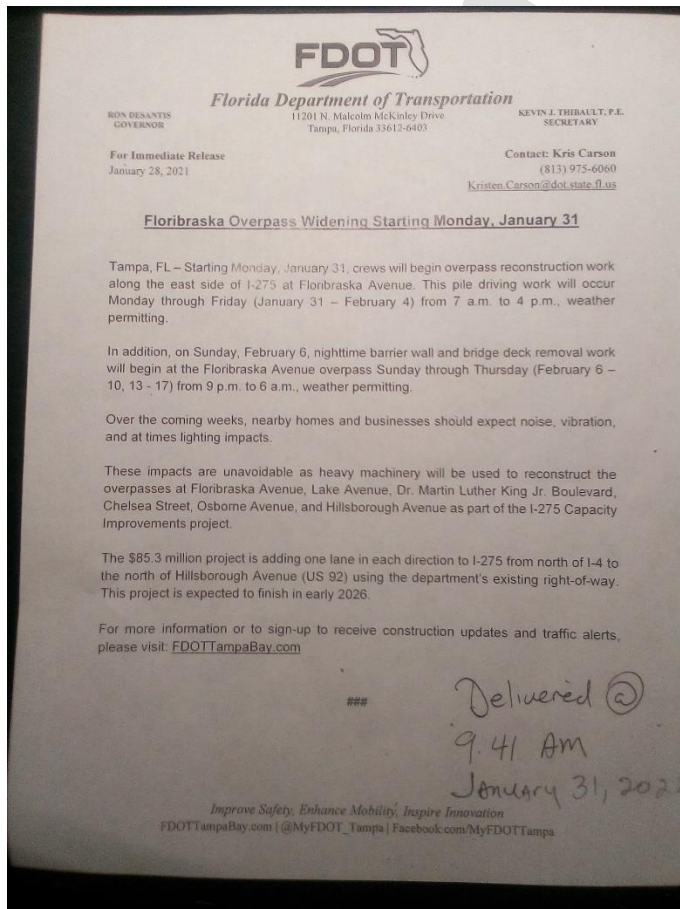 FDOT
Florida Department of Transportation
RON DESANTIS
GOVERNOR
11201 N. Malcolm McKinley Drive
Tampa, Florida 33612-6403
KEVIN J. THIBAULT, P.E.
SECRETARY
For Immediate Release
January 28, 2021
Contact: Kris Carson
(813) 975-6060
Kristen.Carson@dot.state.fl.us
Floribraska Overpass Widening Starting Monday, January 31
Tampa, FL – Starting Monday, January 31, crews will begin overpass reconstruction work
along the east side of I-275 at Floribraska Avenue. This pile driving work will occur
Monday through Friday (January 31 – February 4) from 7 a.m. to 4 p.m., weather
permitting.
In addition, on Sunday, February 6, nighttime barrier wall and bridge deck removal work
will begin at the Floribraska Avenue overpass Sunday through Thursday (February 6 –
10, 13 - 17) from 9 p.m. to 6 a.m., weather permitting.
Over the coming weeks, nearby homes and businesses should expect noise, vibration,
and at times lighting impacts.
These impacts are unavoidable as heavy machinery will be used to reconstruct the
overpasses at Floribraska Avenue, Lake Avenue, Dr. Martin Luther King Jr. Boulevard,
Chelsea Street, Osborne Avenue, and Hillsborough Avenue as part of the I-275 Capacity
Improvements project.
The $85.3 million project is adding one lane in each direction to I-275 from north of I-4 to
the north of Hillsborough Avenue (US 92) using the department's existing right-of-way.
This project is expected to finish in early 2026.
For more information or to sign-up to receive construction updates and traffic alerts,
please visit: FDOTTampaBay.com
###
Delivered @
9.41 AM
January 31, 202
Improve Safety, Enhance Mobility, Inspire Innovation
FDOTTampaBay.com | @MyFDOT_Tampa | Facebook.com/MyFDOTTampa